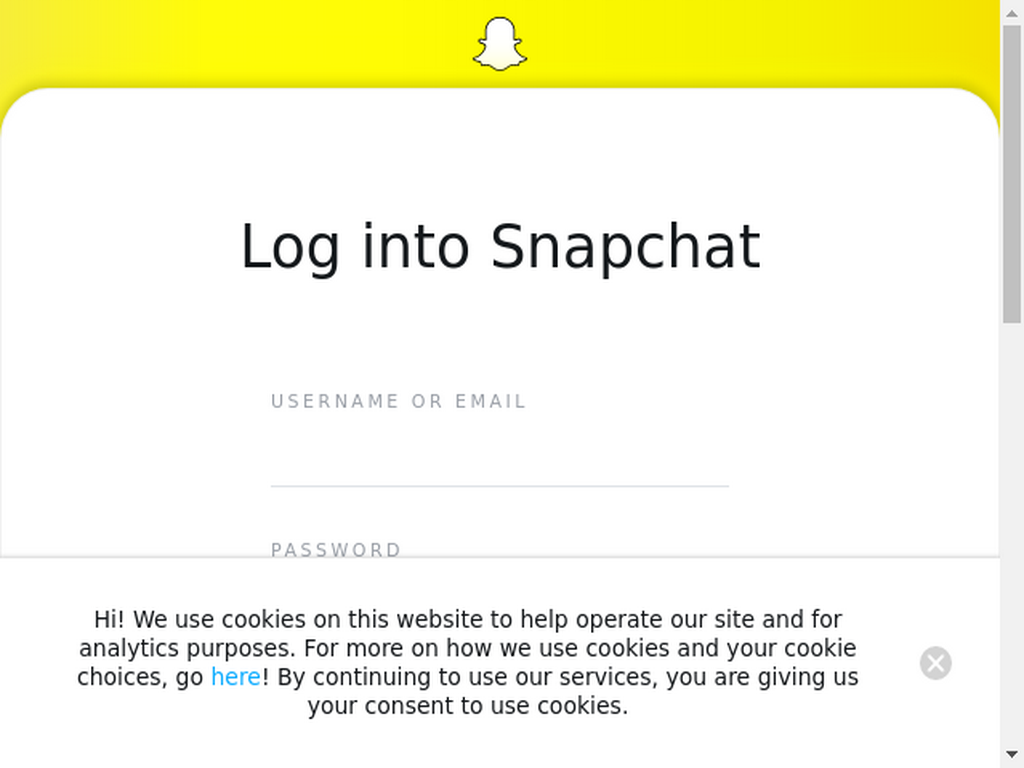 Log into Snapchat
USERNAME OR EMAIL
PASSWORD
Hi! We use cookies on this website to help operate our site and for
analytics purposes. For more on how we use cookies and your cookie
choices, go here! By continuing to use our services, you are giving us
your consent to use cookies.